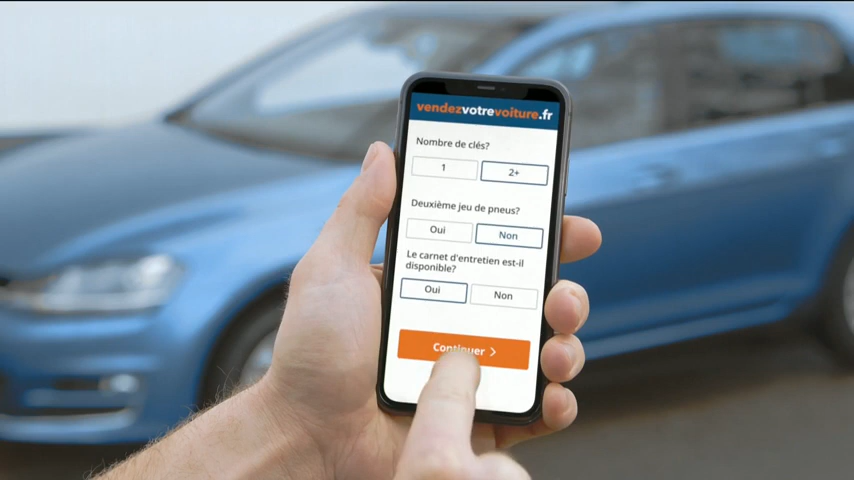 vendezvotrevoiture.fr
Nombre de clés?
1 2+
Deuxième jeu de pneus?
Oui Non
Le carnet d'entretien est-il
disponible?
Oui Non
Continuer >